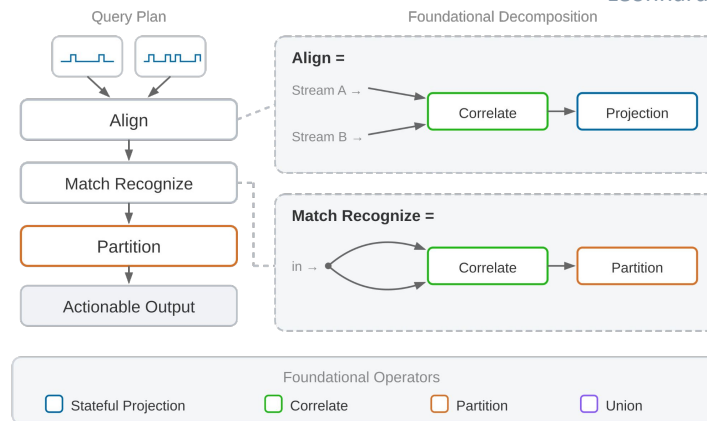 Query Plan
Foundational Decomposition
Align
Match Recognize
Partition
Actionable Output
Align =
Stream A →
Stream B →
Correlate
Projection
Match Recognize =
in →
Correlate
Partition
Foundational Operators
Stateful Projection
Correlate
Partition
Union